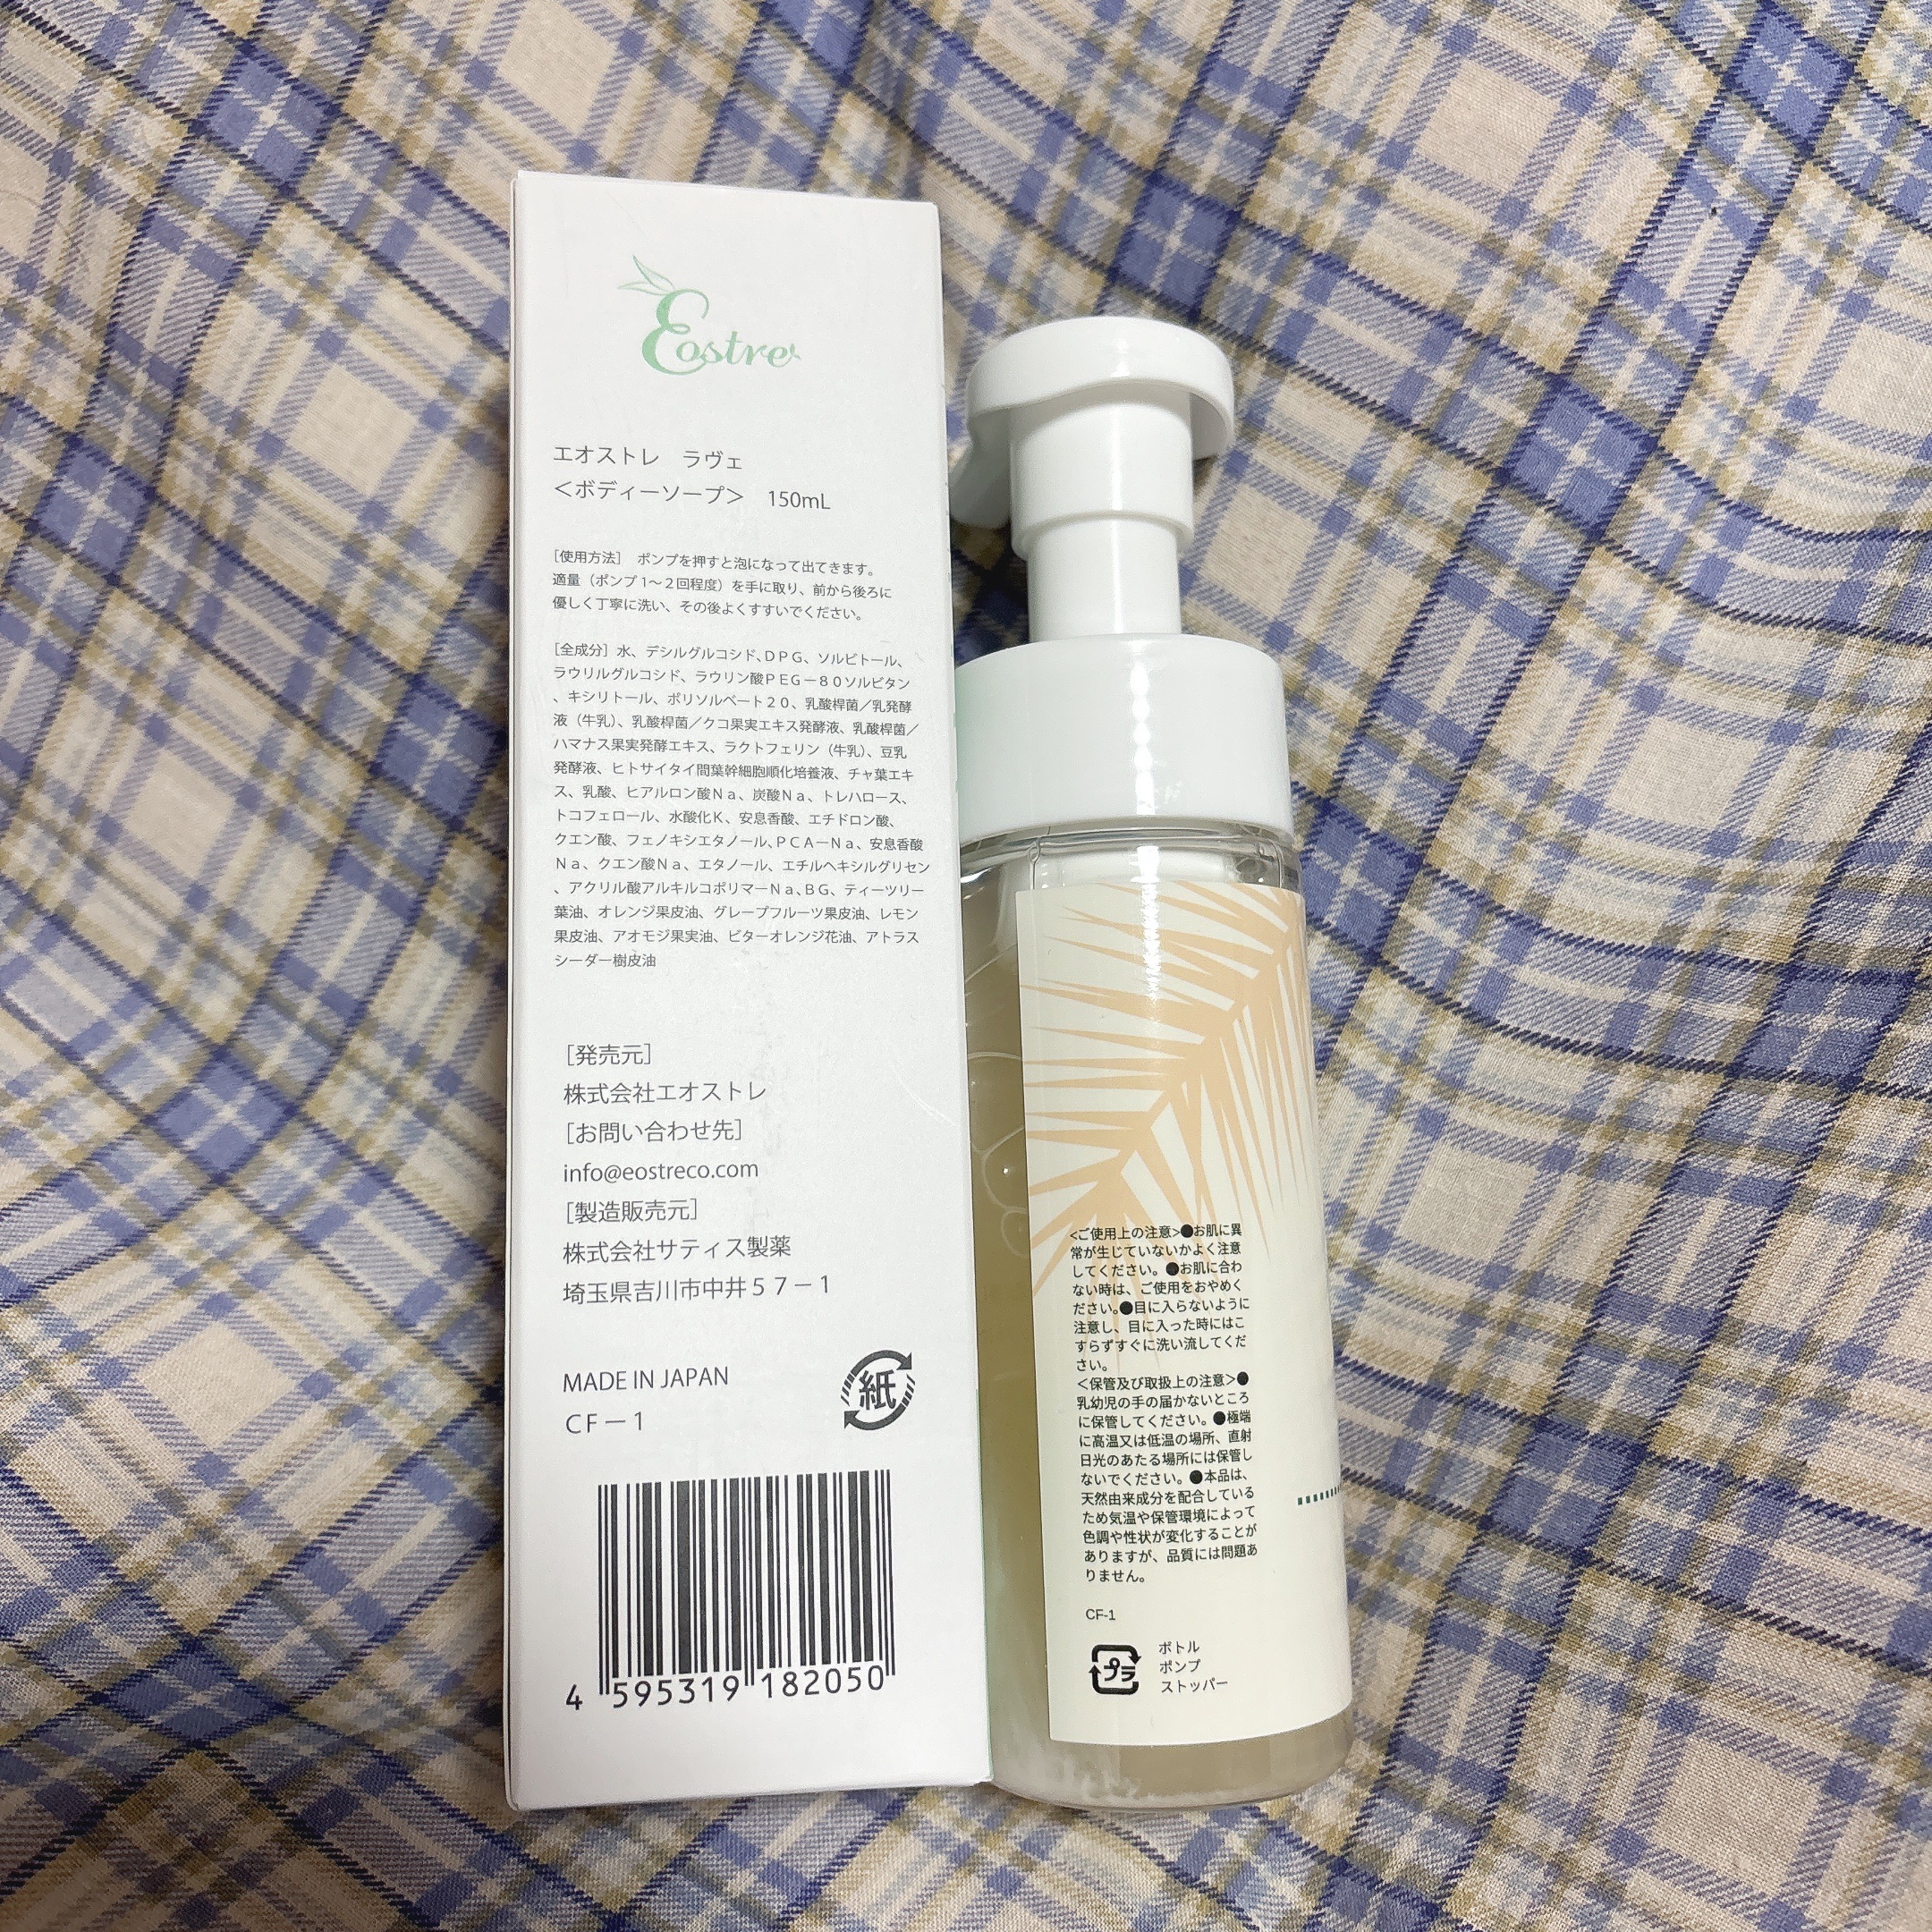 Eostre
エオストレ　ラヴェ
＜ボディーソープ＞　150mL
［使用方法］　ポンプを押すと泡になって出てきます。
適量（ポンプ1～2回程度）を手に取り、前から後ろに
優しく丁寧に洗い、その後よくすすいでください。
［全成分］水、デシルグルコシド、ＤＰＧ、ソルビトール、
ラウリルグルコシド、ラウリン酸ＰＥＧ－８０ソルビタン
、キシリトール、ポリソルベート２０、乳酸桿菌／乳発酵
液（牛乳）、乳酸桿菌／クコ果実エキス発酵液、乳酸桿菌／
ハマナス果実発酵エキス、ラクトフェリン（牛乳）、豆乳
発酵液、ヒトサイタイ間葉幹細胞順化培養液、チャ葉エキ
ス、乳酸、ヒアルロン酸Ｎａ、炭酸Ｎａ、トレハロース、
トコフェロール、水酸化Ｋ、安息香酸、エチドロン酸、
クエン酸、フェノキシエタノール、ＰＣＡ－Ｎａ、安息香酸
Ｎａ、クエン酸Ｎａ、エタノール、エチルヘキシルグリセン
、アクリル酸アルキルコポリマーＮａ、ＢＧ、ティーツリー
葉油、オレンジ果皮油、グレープフルーツ果皮油、レモン
果皮油、アオモジ果実油、ビターオレンジ花油、アトラス
シーダー樹皮油
［発売元］
株式会社エオストレ
［お問い合わせ先］
info@eostreco.com
［製造販売元］
株式会社サティス製薬
埼玉県吉川市中井５７－１
MADE IN JAPAN
CF－1
紙
4 595319 182050
<ご使用上の注意>●お肌に異
常が生じていないかよく注意
してください。●お肌に合わ
ない時は、ご使用をおやめく
ださい。●目に入らないように
注意し、目に入った時にはこ
すらずすぐに洗い流してくだ
さい。
＜保管及び取扱上の注意＞●
乳幼児の手の届かないところ
に保管してください。●極端
に高温又は低温の場所、直射
日光のあたる場所には保管し
ないでください。●本品は、
天然由来成分を配合している
ため気温や保管環境によって
色調や性状が変化することが
ありますが、品質には問題あ
りません。
CF-1
プラ
ボトル
ポンプ
ストッパー